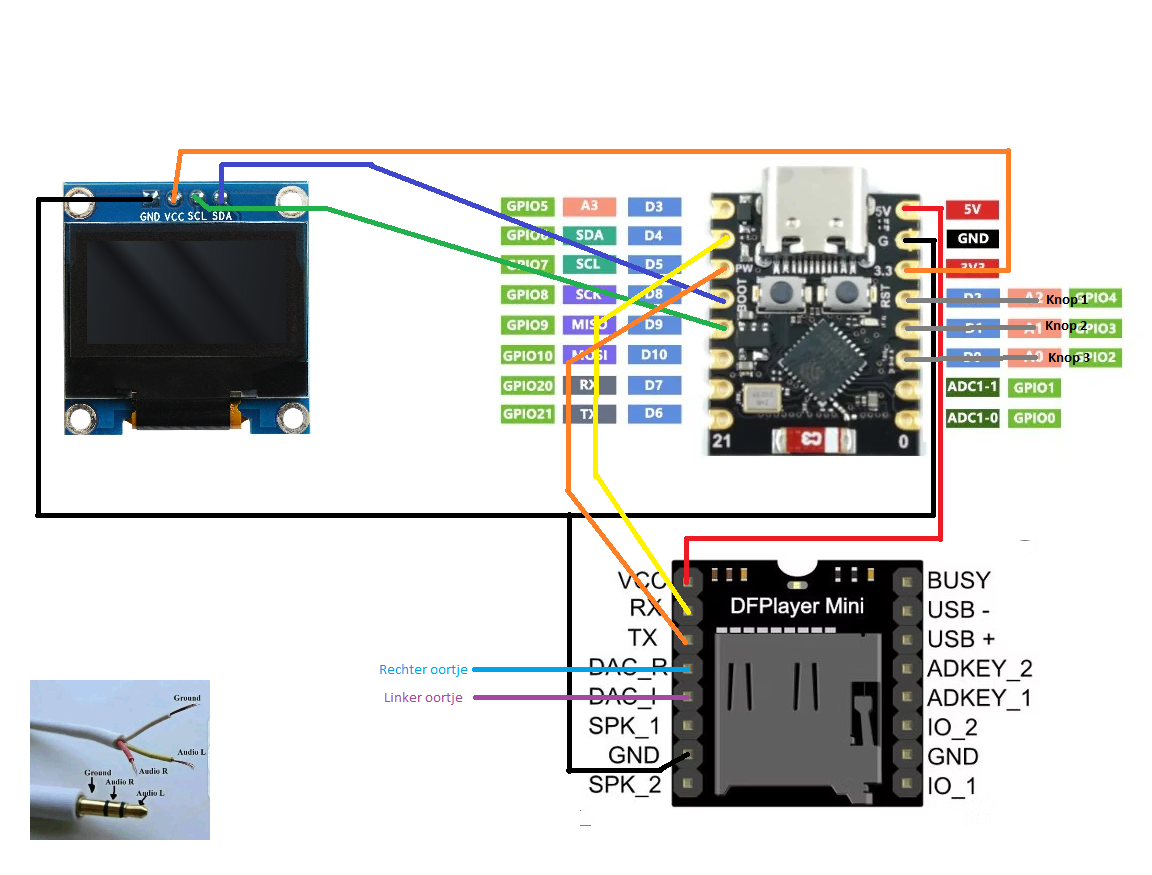 GND VCC SCL SDA
GPIO5 A3 D3
GPIO6 SDA D4
GPIO7 SCL D5
GPIO8 SCK D8
GPIO9 MISO D9
GPIO10 MOSI D10
GPIO20 RX D7
GPIO21 TX D6
5V
G
PW
3.3
BOOT
RST
21
C3
0
5V
GND
3V3
D2 A2 Knop 1 GPIO4
D1 A1 Knop 2 GPIO3
D0 A0 Knop 3 GPIO2
ADC1-1 GPIO1
ADC1-0 GPIO0
VCC
RX
TX
Rechter oortje DAC_R
Linker oortje DAC_I
SPK_1
GND
SPK_2
DFPlayer Mini
BUSY
USB -
USB +
ADKEY_2
ADKEY_1
IO_2
GND
IO_1
Ground
Audio L
Audio R
Ground
Audio R
Audio L